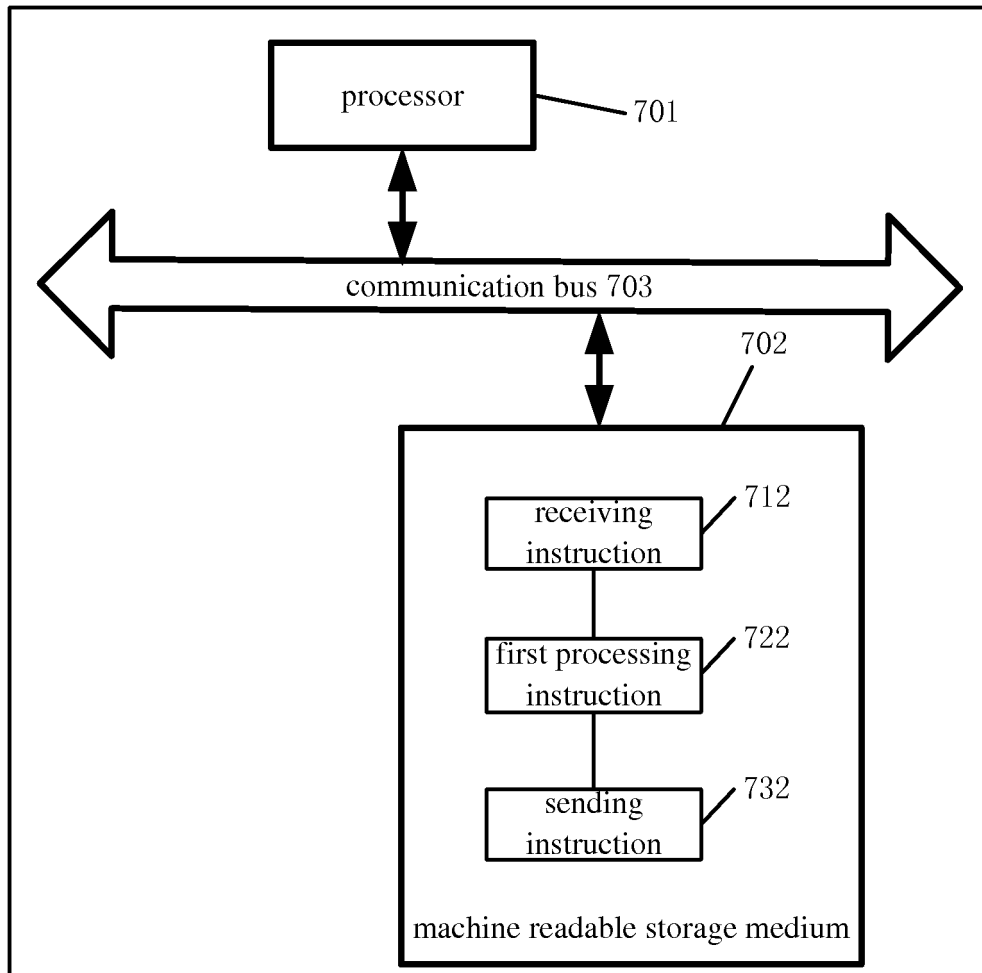 processor
701
communication bus 703
702
receiving
instruction
712
first processing
instruction
722
sending
instruction
732
machine readable storage medium